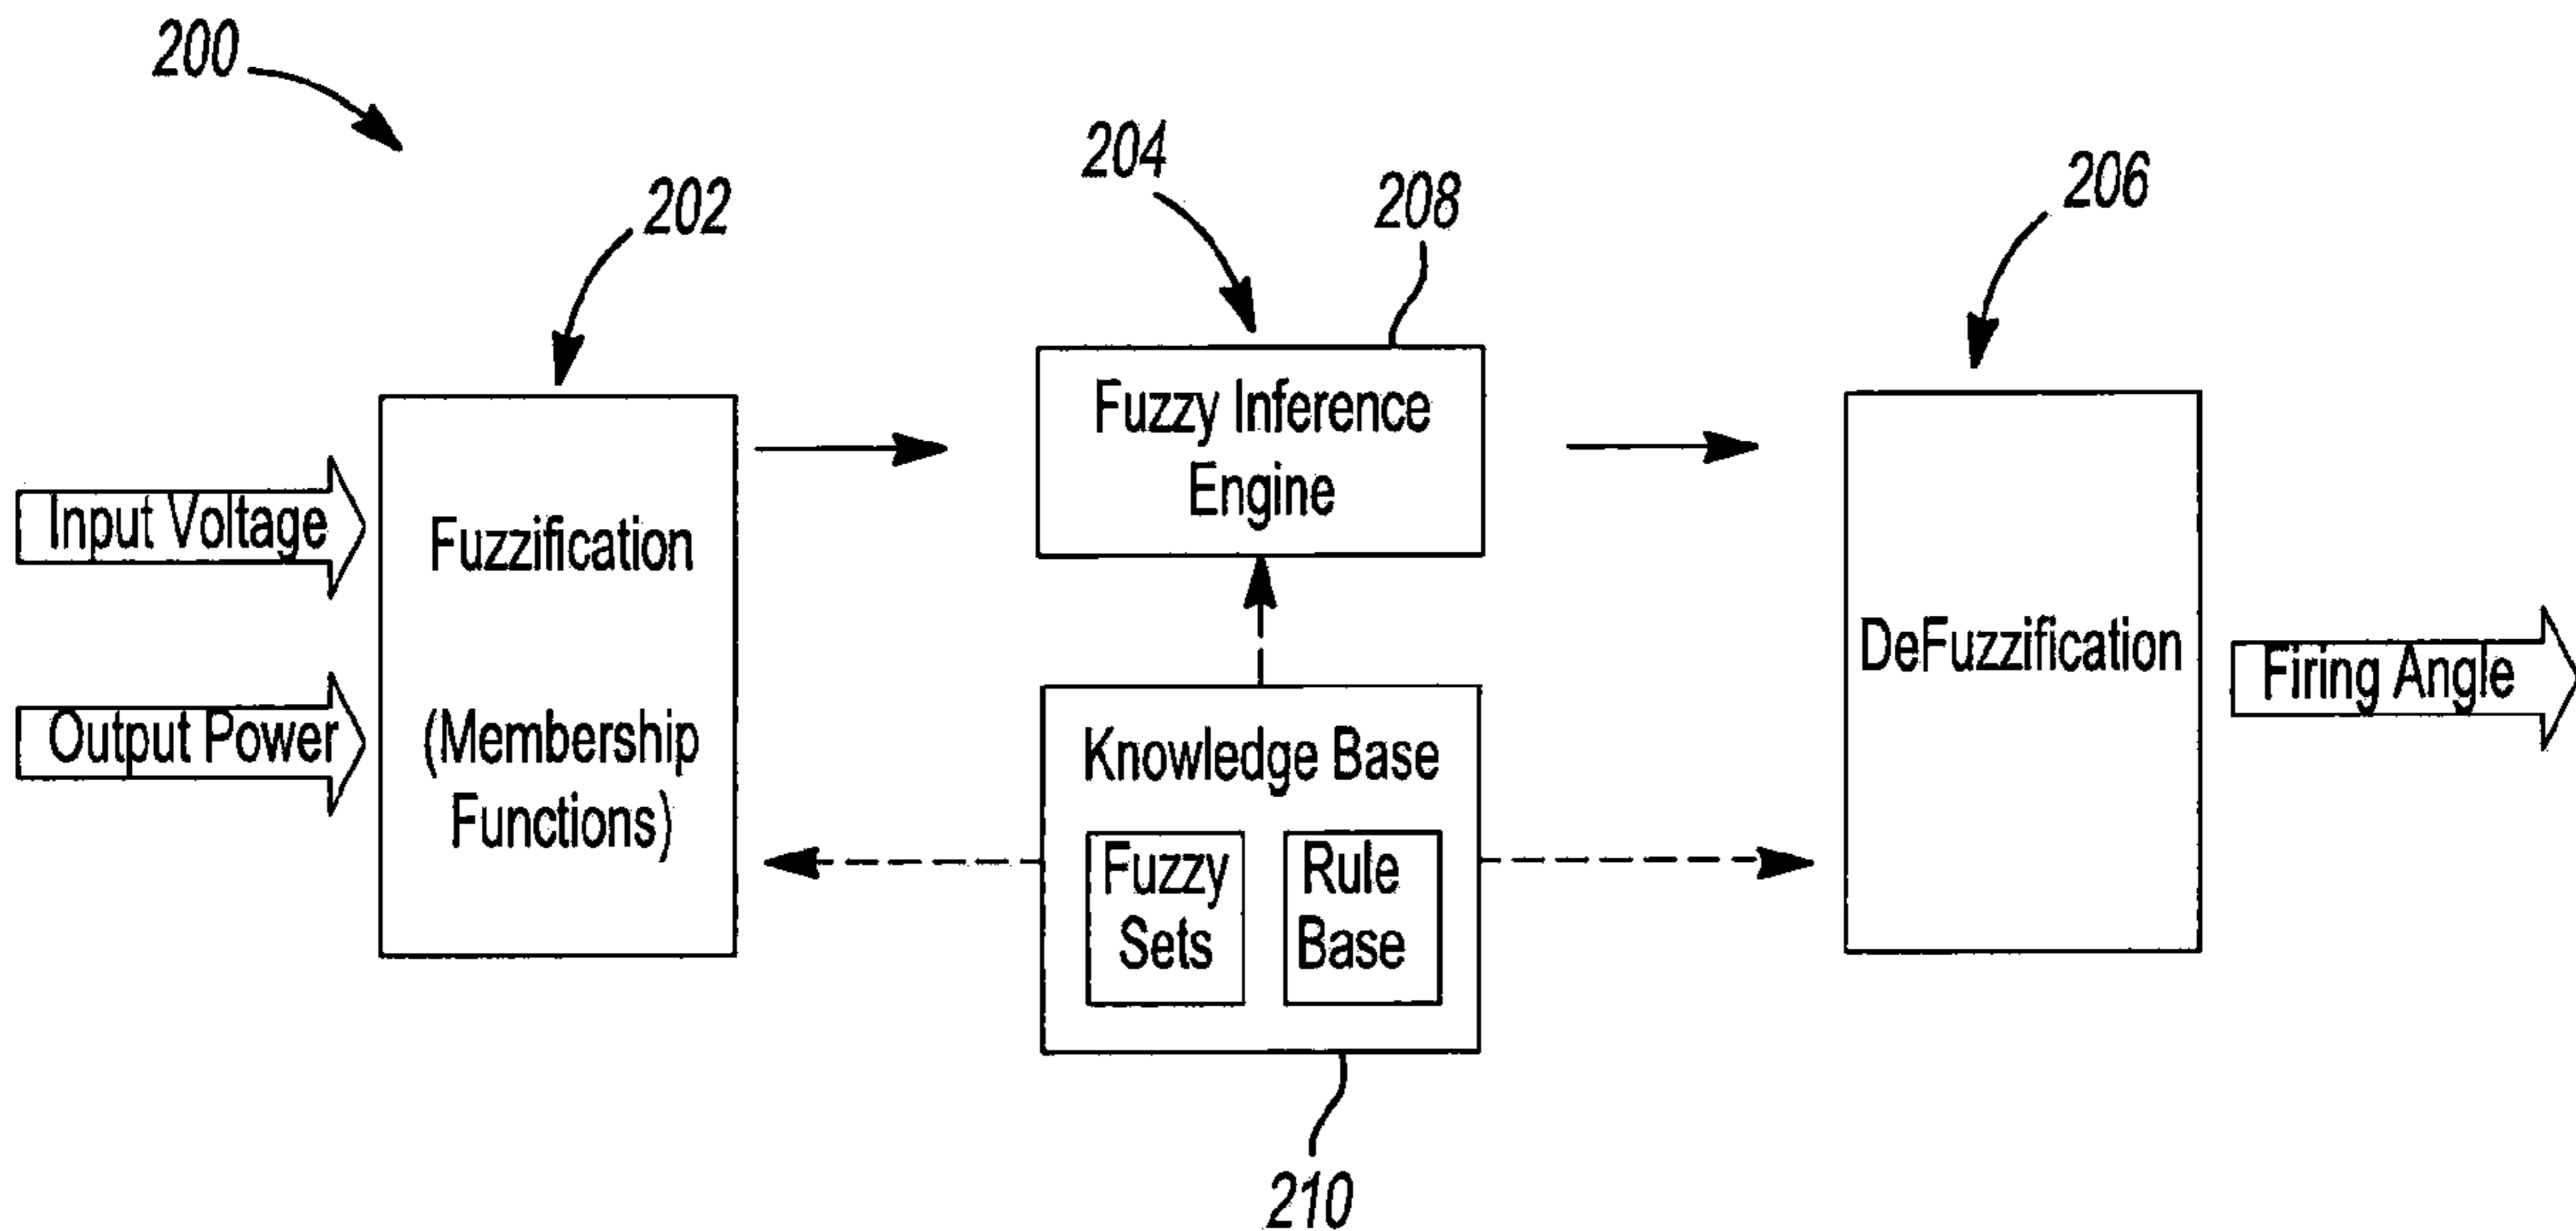 200
202
204
208
206
Input Voltage
Output Power
Fuzzification
(Membership
Functions)
Fuzzy Inference
Engine
Knowledge Base
Fuzzy
Sets
Rule
Base
210
DeFuzzification
Firing Angle